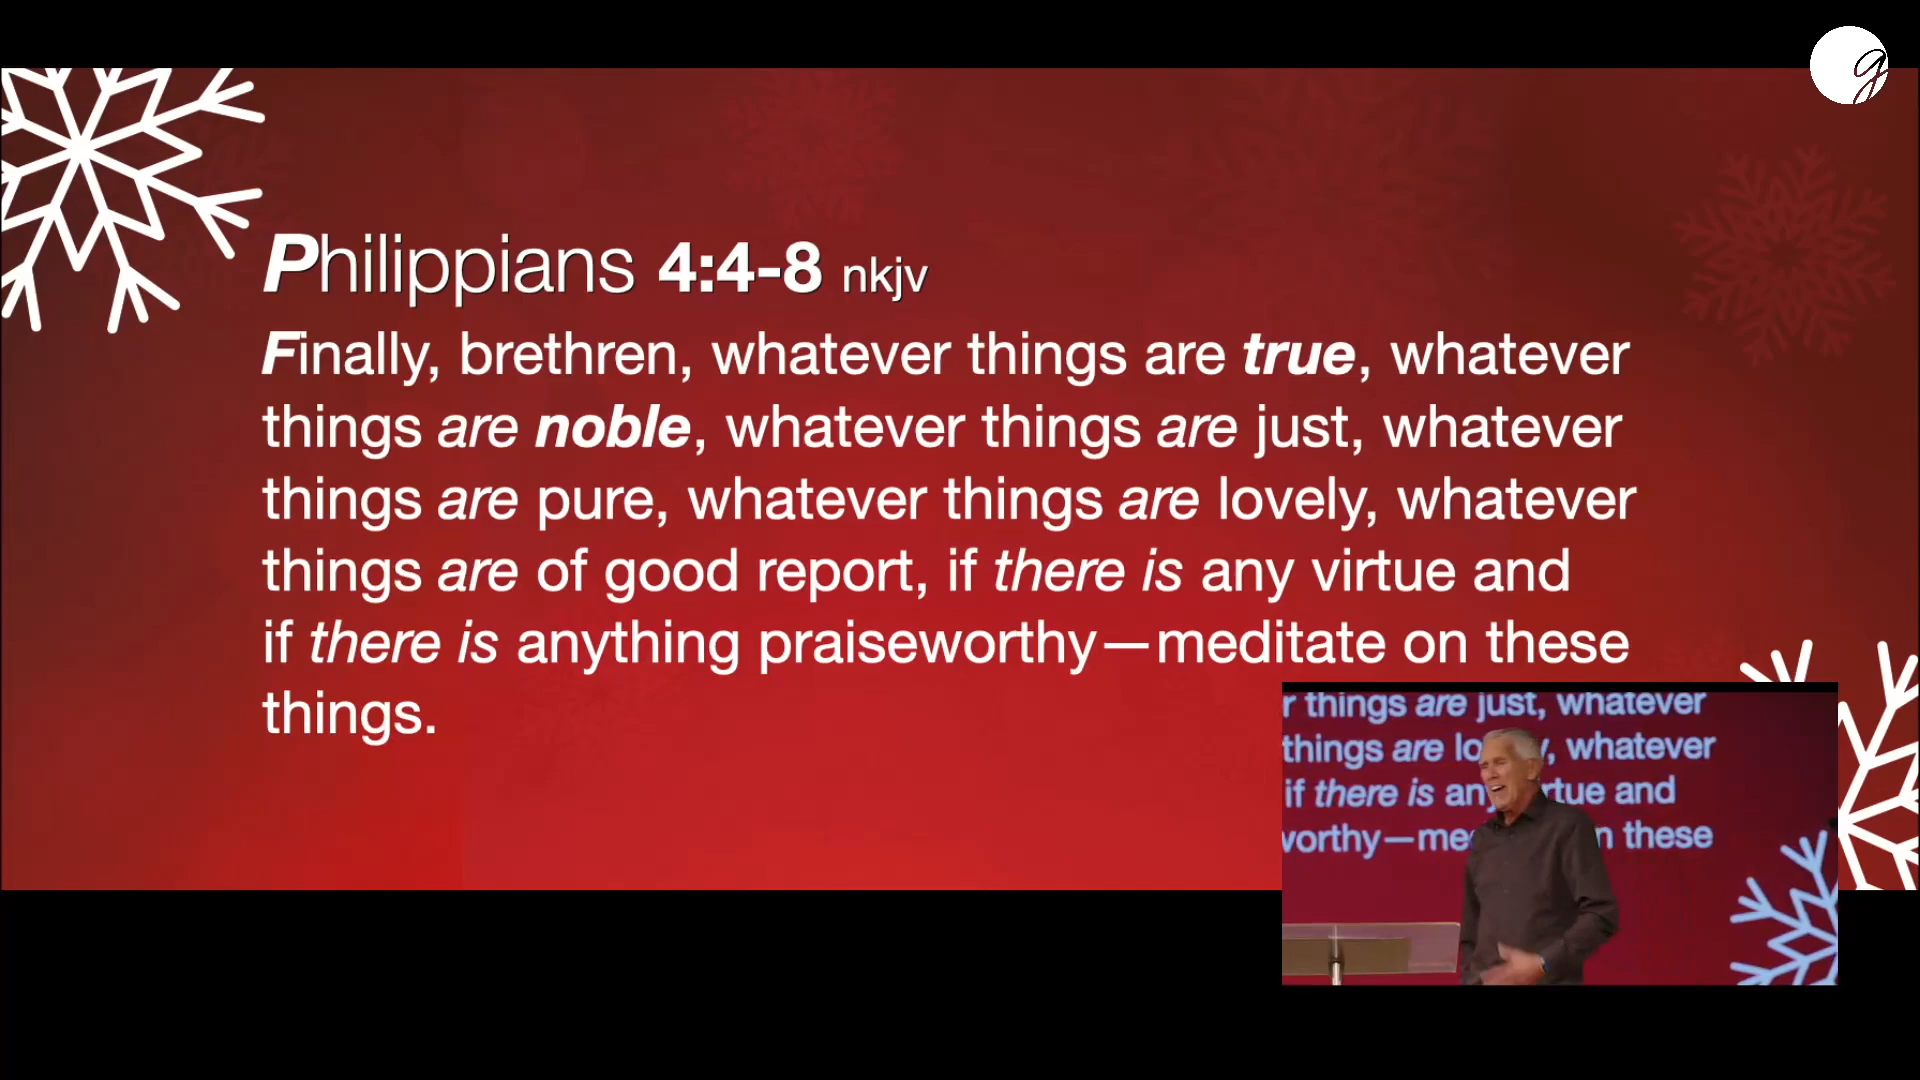 g
Philippians 4:4-8 nkjv
Finally, brethren, whatever things are true, whatever
things are noble, whatever things are just, whatever
things are pure, whatever things are lovely, whatever
things are of good report, if there is any virtue and
if there is anything praiseworthy—meditate on these
things.
r things are just, whatever
things are lo y, whatever
if there is any rtue and
worthy—me n these